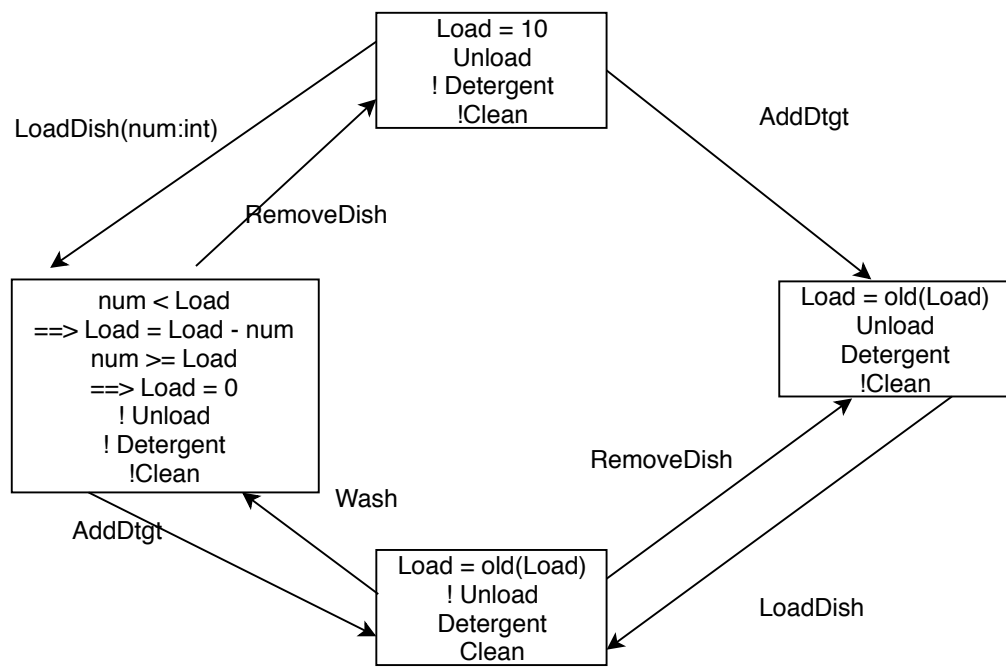 Load = 10
Unload
! Detergent
!Clean
LoadDish(num:int)
AddDtgt
RemoveDish
num < Load
==> Load = Load - num
num >= Load
==> Load = 0
! Unload
! Detergent
!Clean
Load = old(Load)
Unload
Detergent
!Clean
RemoveDish
Wash
AddDtgt
Load = old(Load)
! Unload
Detergent
Clean
LoadDish